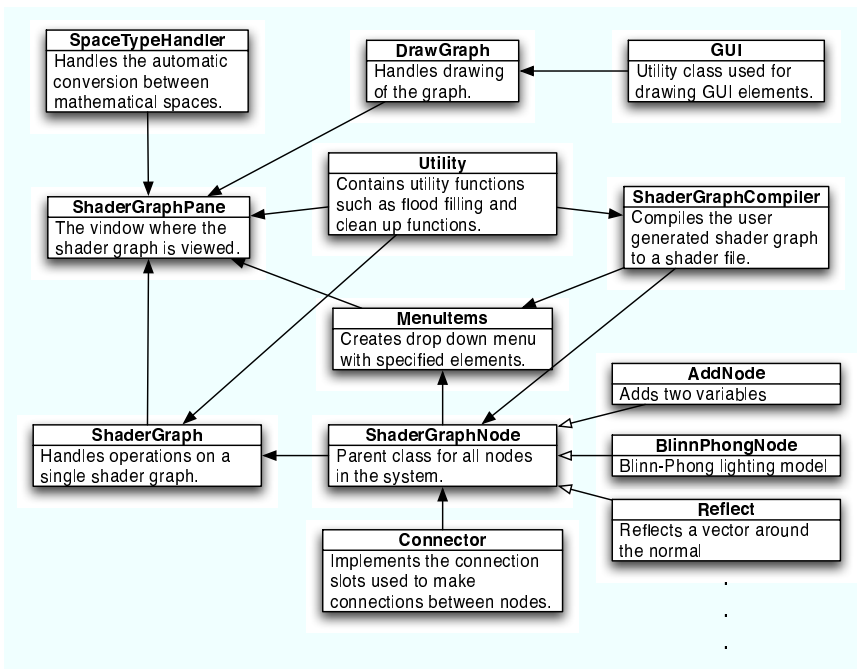 SpaceTypeHandler
Handles the automatic
conversion between
mathematical spaces.
DrawGraph
Handles drawing
of the graph.
GUI
Utility class used for
drawing GUI elements.
Utility
Contains utility functions
such as flood filling and
clean up functions.
ShaderGraphPane
The vindow where the
shader graph is viewed.
ShaderGraphCompiler
Compiles the user
generated shader graph
to a shader file.
MenuItems
Creates drop down menu
with specified elements.
AddNode
Adds two variables
ShaderGraph
Handles operations on a
single shader graph.
ShaderGraphNode
Parent class for all nodes
in the system.
BlinnPhongNode
Blinn-Phong lighting model
Reflect
Reflects a vector around
the normal
Connector
Implements the connection
slots used to make
connections between nodes.
.
.
.